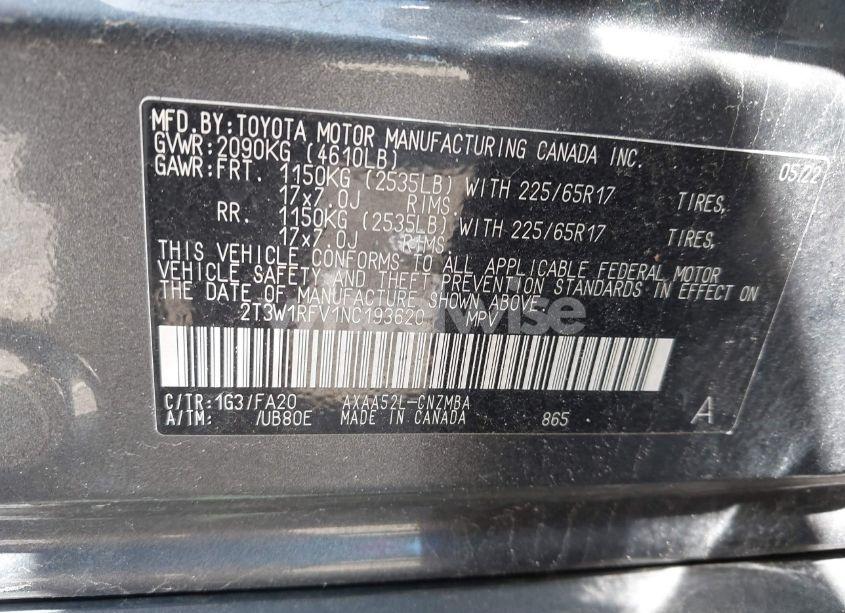 MFD.BY:TOYOTA MOTOR MANUFACTURING CANADA INC.
GVWR:2090KG (4610LB) 05/22
GAWR:FRT. 1150KG (2535LB) WITH 225/65R17 TIRES,
17x7.0J RIMS,
RR. 1150KG (2535LB) WITH 225/65R17 TIRES,
17x7.0J RIMS,
THIS VEHICLE CONFORMS TO ALL APPLICABLE FEDERAL MOTOR
VEHICLE SAFETY AND THEFT PREVENTION STANDARDS IN EFFECT ON
THE DATE OF MANUFACTURE SHOWN ABOVE.
2T3W1RFV1NC193620 MPV
C/TR:1G3/FA20 AXAA52L-CNZMBA A
A/TM: /UB80E MADE IN CANADA 865